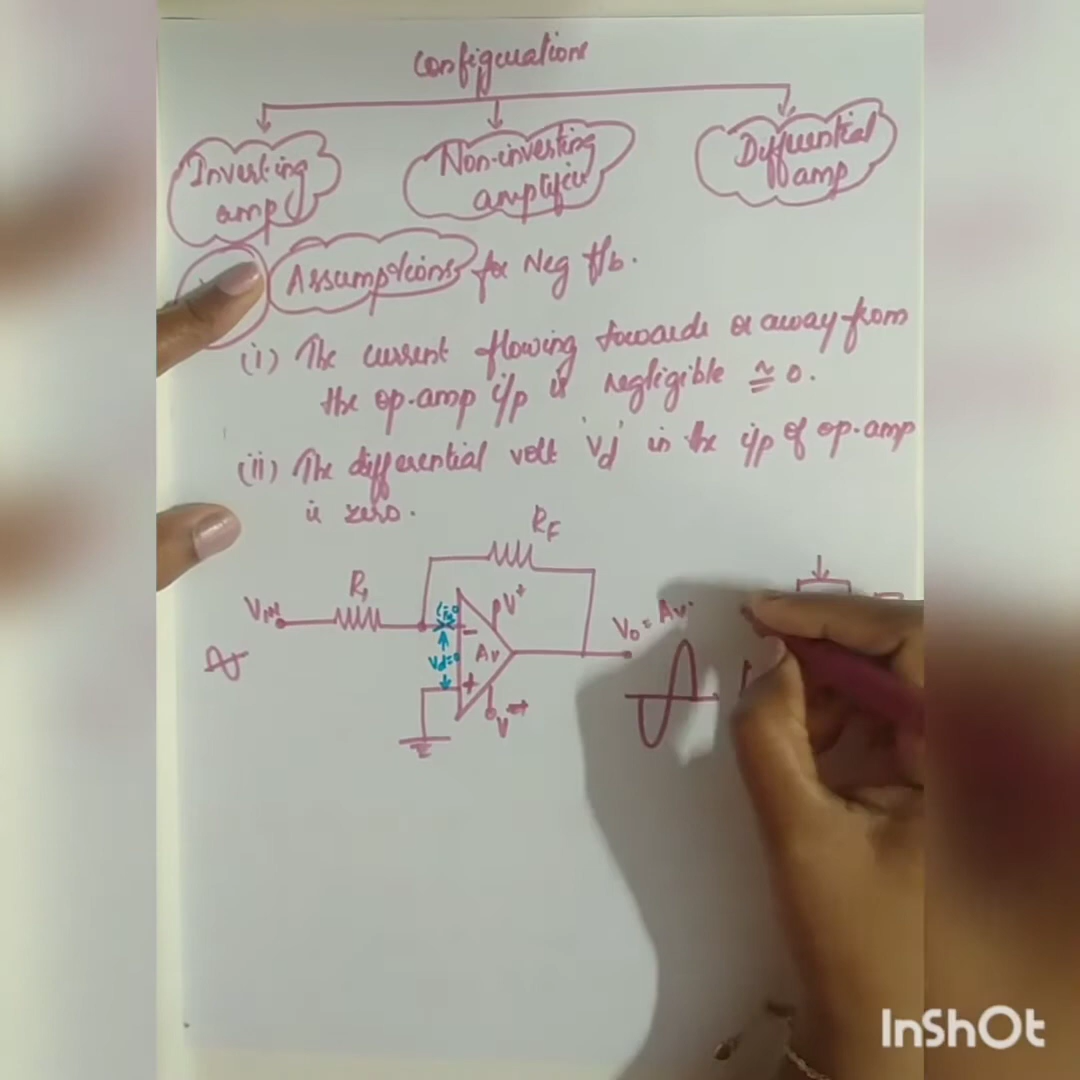 Configurations
Inverting
amp
Non-inverting
amplifier
Differential
amp
Assumptions for Neg f/b.
(i) The current flowing towards or away from
the op-amp i/p is negligible ≅ 0.
(ii) The differential volt 'Vd' in the i/p of op-amp
is zero.
RF
R1
VIN
V+
Vd=0
Av
V-
Vo = Av
InShOt